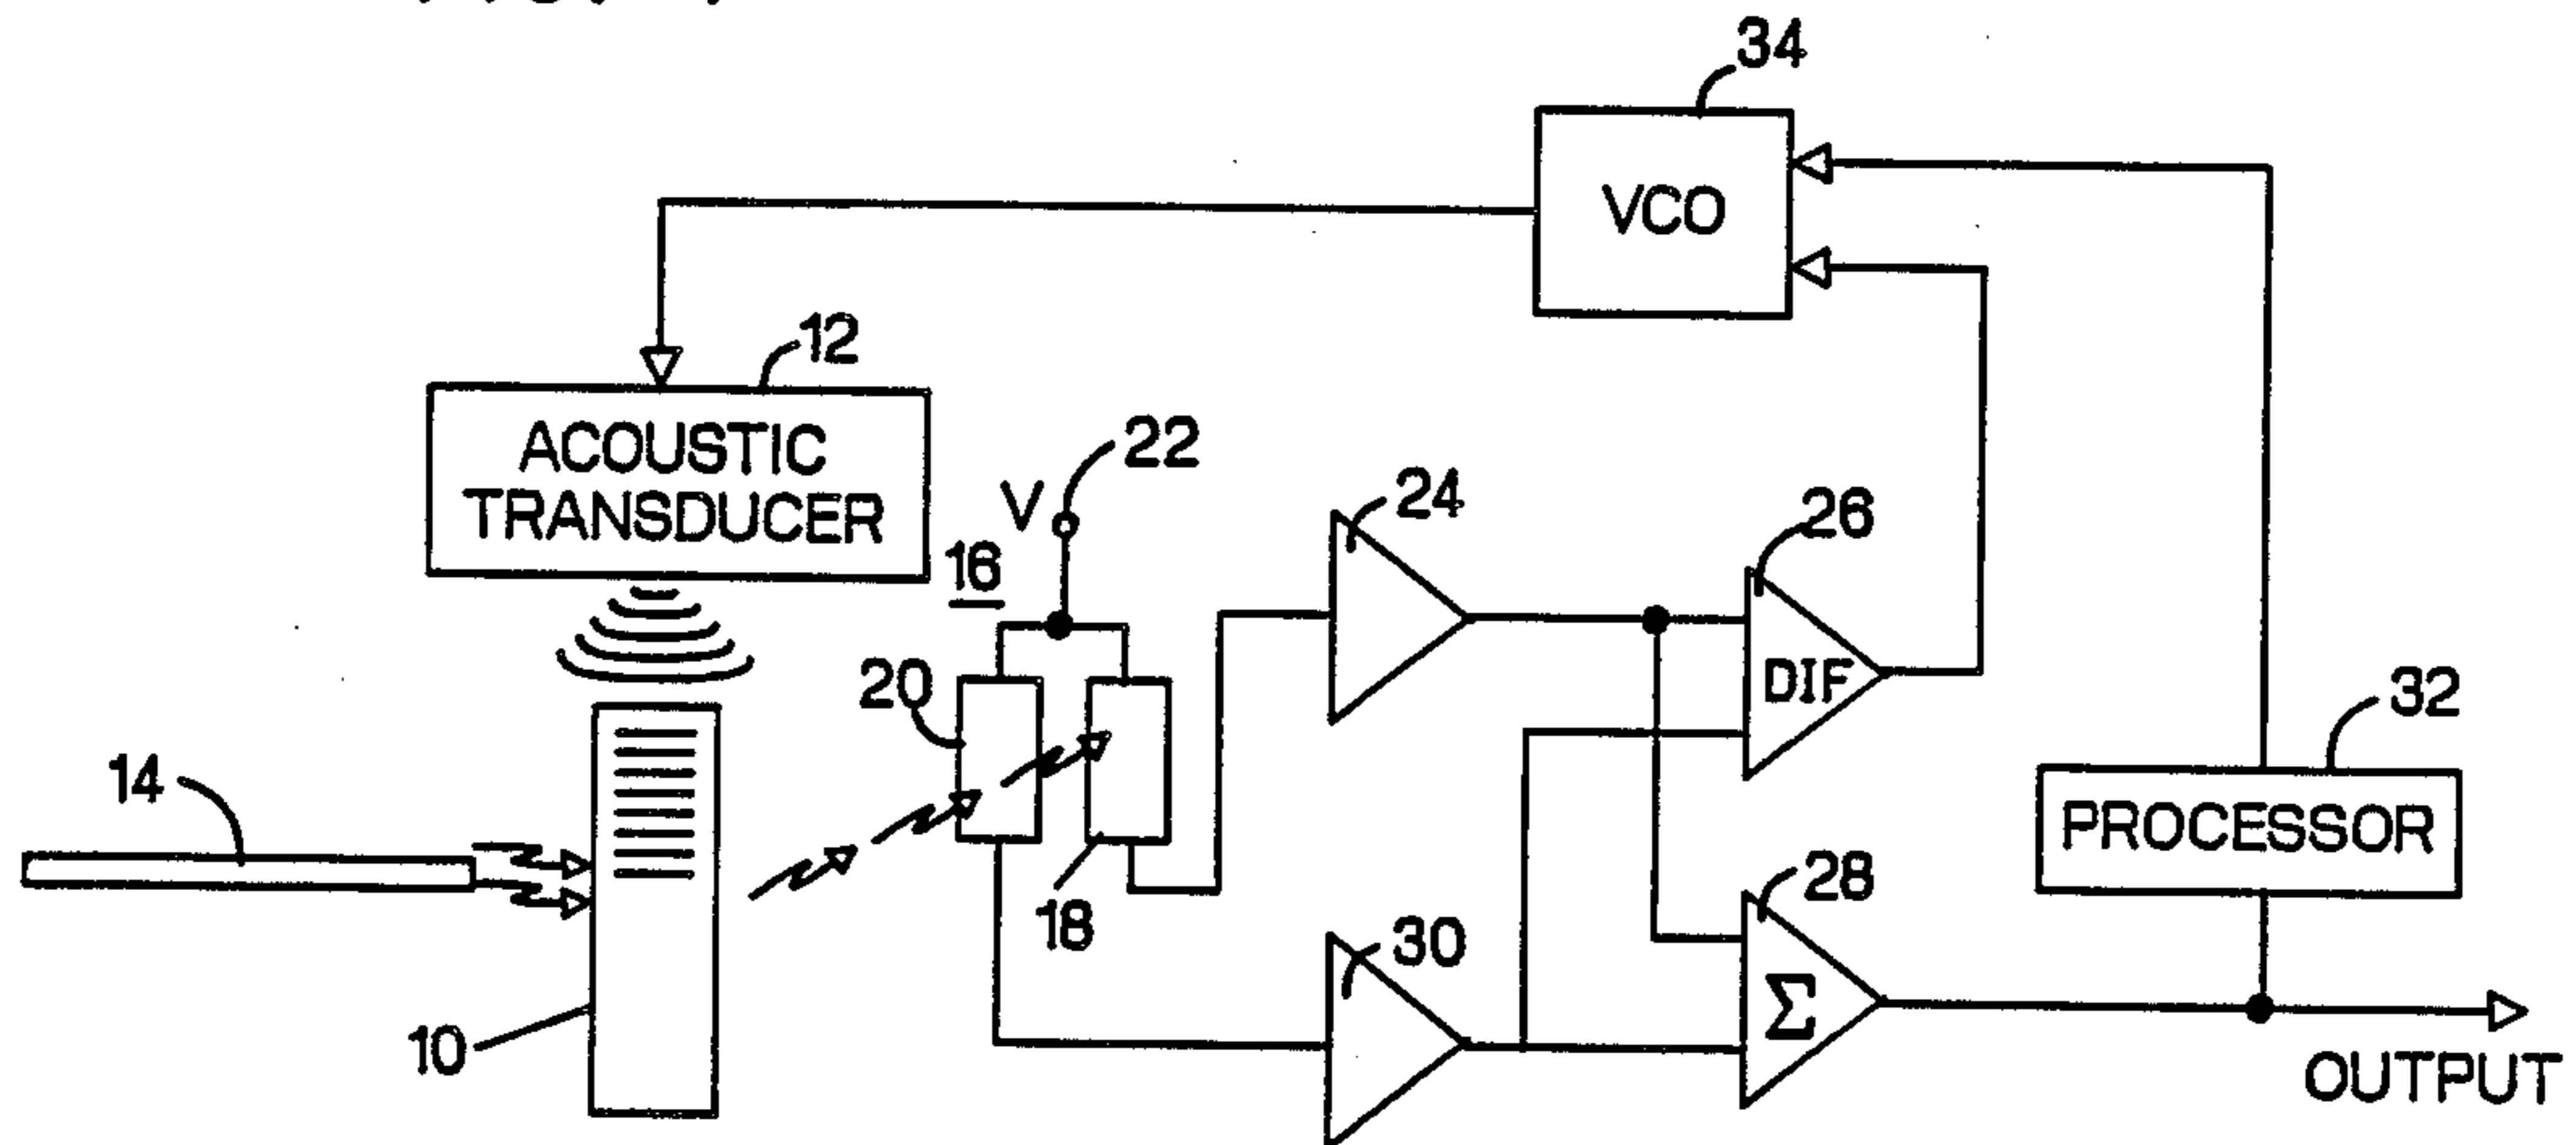 34
VCO
12
ACOUSTIC
TRANSDUCER
22
V
16
24
26
20
DIF
32
14
PROCESSOR
18
28
30
Σ
10
OUTPUT